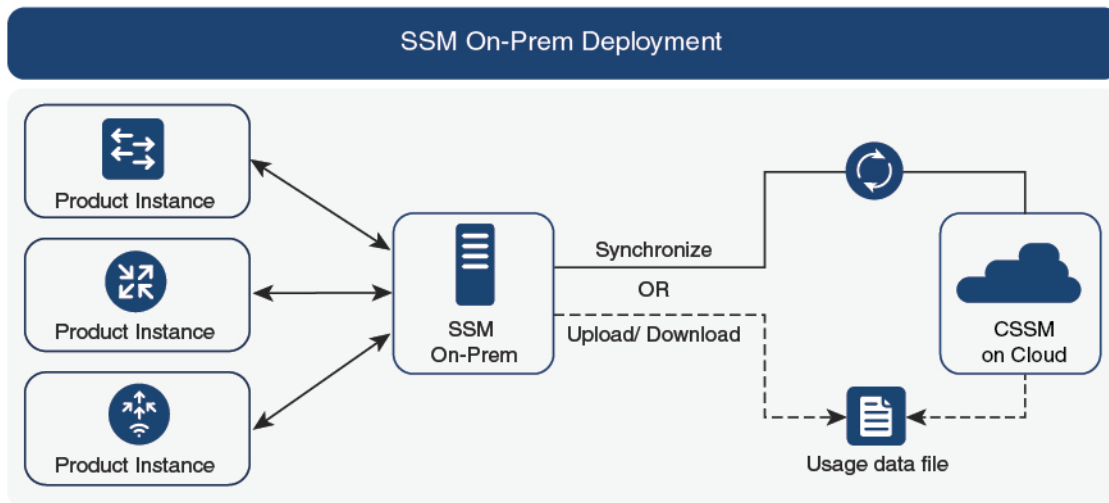 SSM On-Prem Deployment
Product Instance
Product Instance
Product Instance
SSM
On-Prem
Synchronize
OR
Upload/ Download
CSSM
on Cloud
Usage data file